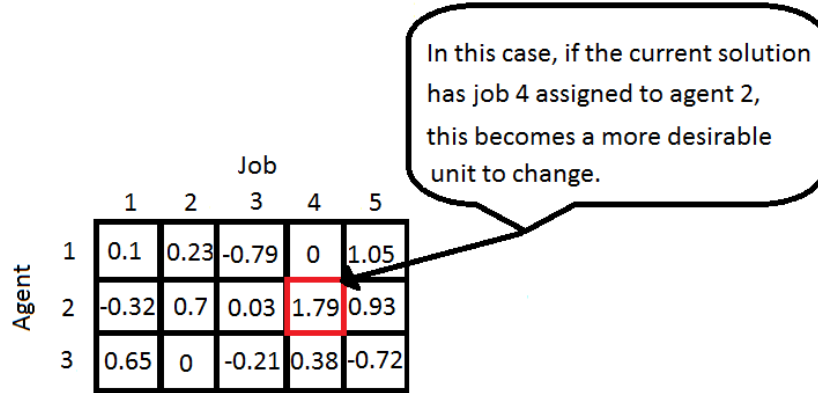 In this case, if the current solution
has job 4 assigned to agent 2,
this becomes a more desirable
unit to change.
Job
1 2 3 4 5
Agent
1 0.1 0.23 -0.79 0 1.05
2 -0.32 0.7 0.03 1.79 0.93
3 0.65 0 -0.21 0.38 -0.72